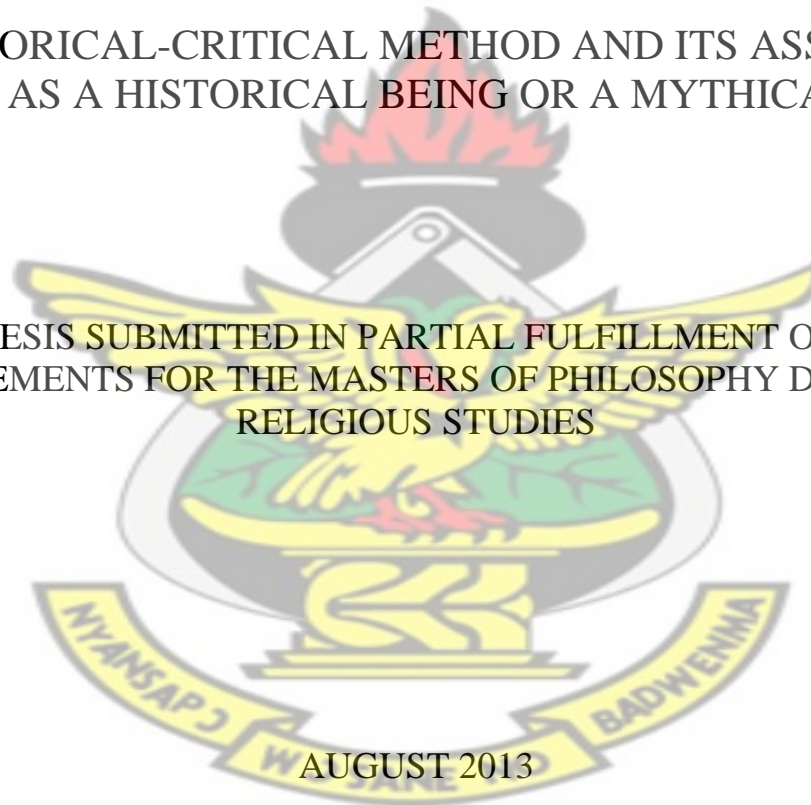 ORICAL-CRITICAL METHOD AND ITS ASS
AS A HISTORICAL BEING OR A MYTHICA
ESIS SUBMITTED IN PARTIAL FULFILLMENT O
EMENTS FOR THE MASTERS OF PHILOSOPHY D
RELIGIOUS STUDIES
NYANSAPƆ
BADWENMA
AUGUST 2013